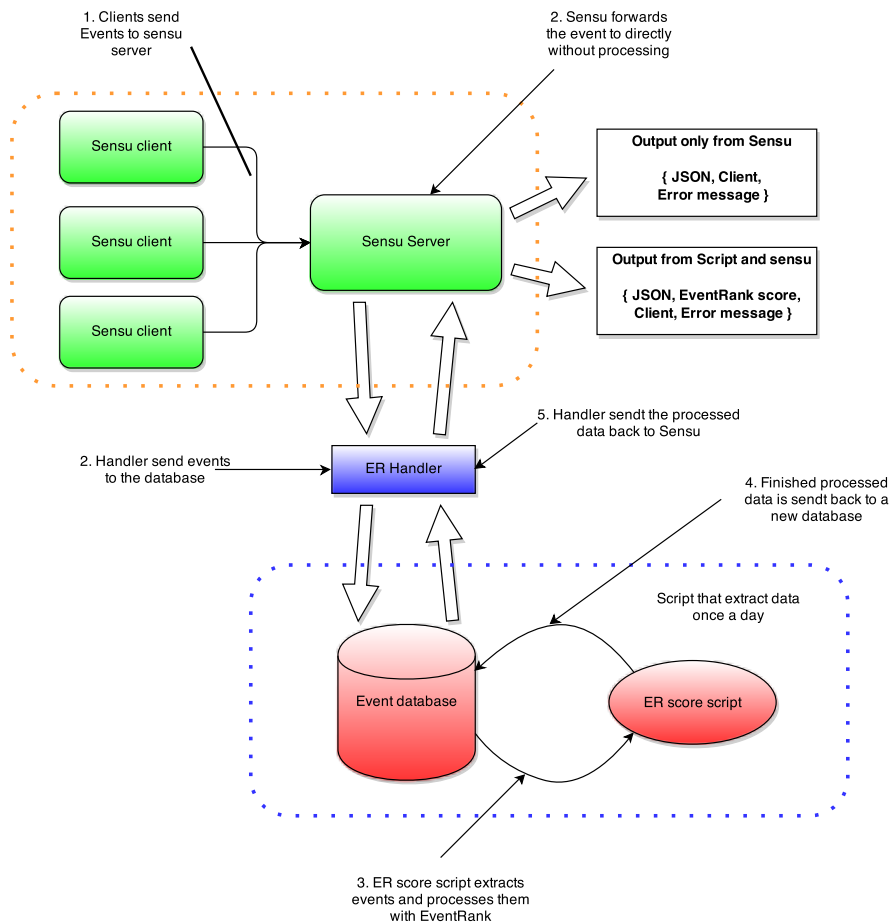 1. Clients send
Events to sensu
server
2. Sensu forwards
the event to directly
without processing
Sensu client
Sensu client
Sensu client
Sensu Server
Output only from Sensu
{ JSON, Client,
Error message }
Output from Script and sensu
{ JSON, EventRank score,
Client, Error message }
5. Handler sendt the processed
data back to Sensu
2. Handler send events
to the database
ER Handler
4. Finished processed
data is sendt back to a
new database
Script that extract data
once a day
Event database
ER score script
3. ER score script extracts
events and processes them
with EventRank